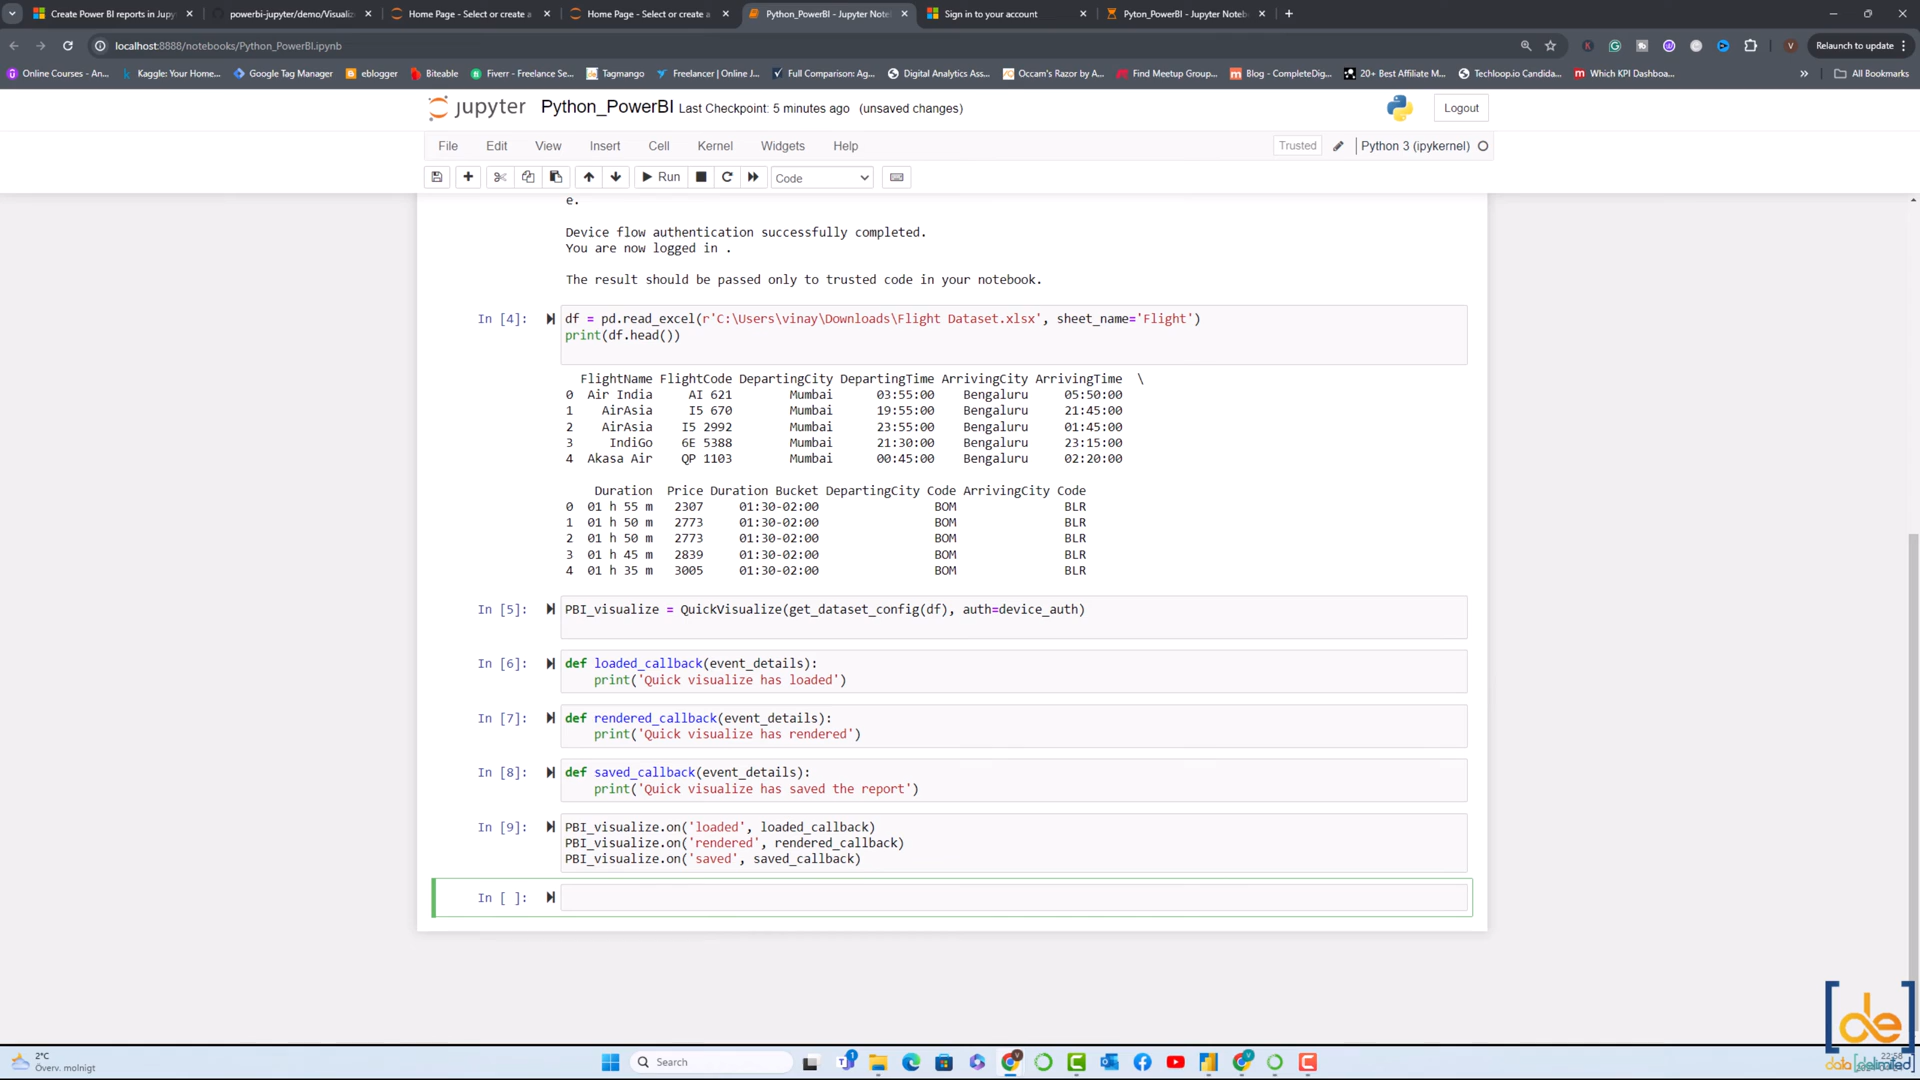 Create Power BI reports in Jupy
powerbi-jupyter/demo/Visualiz
Home Page - Select or create a
Home Page - Select or create a
Python_PowerBI - Jupyter Note
Sign in to your account
Pyton_PowerBI - Jupyter Noteb
localhost:8888/notebooks/Python_PowerBI.ipynb
V
Relaunch to update
Online Courses - An...
Kaggle: Your Home...
Google Tag Manager
eblogger
Biteable
Fiverr - Freelance Se...
Tagmango
Freelancer | Online J...
Full Comparison: Ag...
Digital Analytics Ass...
Occam's Razor by A...
Find Meetup Group...
Blog - CompleteDig...
20+ Best Affiliate M...
Techloop.io Candida...
Which KPI Dashboa...
All Bookmarks
jupyter Python_PowerBI Last Checkpoint: 5 minutes ago (unsaved changes)
Logout
File Edit View Insert Cell Kernel Widgets Help
Trusted
Python 3 (ipykernel)
Run
Code
e.
Device flow authentication successfully completed.
You are now logged in .
The result should be passed only to trusted code in your notebook.
In [4]: df = pd.read_excel(r'C:\Users\vinay\Downloads\Flight Dataset.xlsx', sheet_name='Flight')
print(df.head())
FlightName FlightCode DepartingCity DepartingTime ArrivingCity ArrivingTime \
0 Air India AI 621 Mumbai 03:55:00 Bengaluru 05:50:00
1 AirAsia I5 670 Mumbai 19:55:00 Bengaluru 21:45:00
2 AirAsia I5 2992 Mumbai 23:55:00 Bengaluru 01:45:00
3 IndiGo 6E 5388 Mumbai 21:30:00 Bengaluru 23:15:00
4 Akasa Air QP 1103 Mumbai 00:45:00 Bengaluru 02:20:00
Duration Price Duration Bucket DepartingCity Code ArrivingCity Code
0 01 h 55 m 2307 01:30-02:00 BOM BLR
1 01 h 50 m 2773 01:30-02:00 BOM BLR
2 01 h 50 m 2773 01:30-02:00 BOM BLR
3 01 h 45 m 2839 01:30-02:00 BOM BLR
4 01 h 35 m 3005 01:30-02:00 BOM BLR
In [5]: PBI_visualize = QuickVisualize(get_dataset_config(df), auth=device_auth)
In [6]: def loaded_callback(event_details):
print('Quick visualize has loaded')
In [7]: def rendered_callback(event_details):
print('Quick visualize has rendered')
In [8]: def saved_callback(event_details):
print('Quick visualize has saved the report')
In [9]: PBI_visualize.on('loaded', loaded_callback)
PBI_visualize.on('rendered', rendered_callback)
PBI_visualize.on('saved', saved_callback)
In [ ]:
[de]
data [delimited]
2°C
Överv. molnigt
Search
22:58